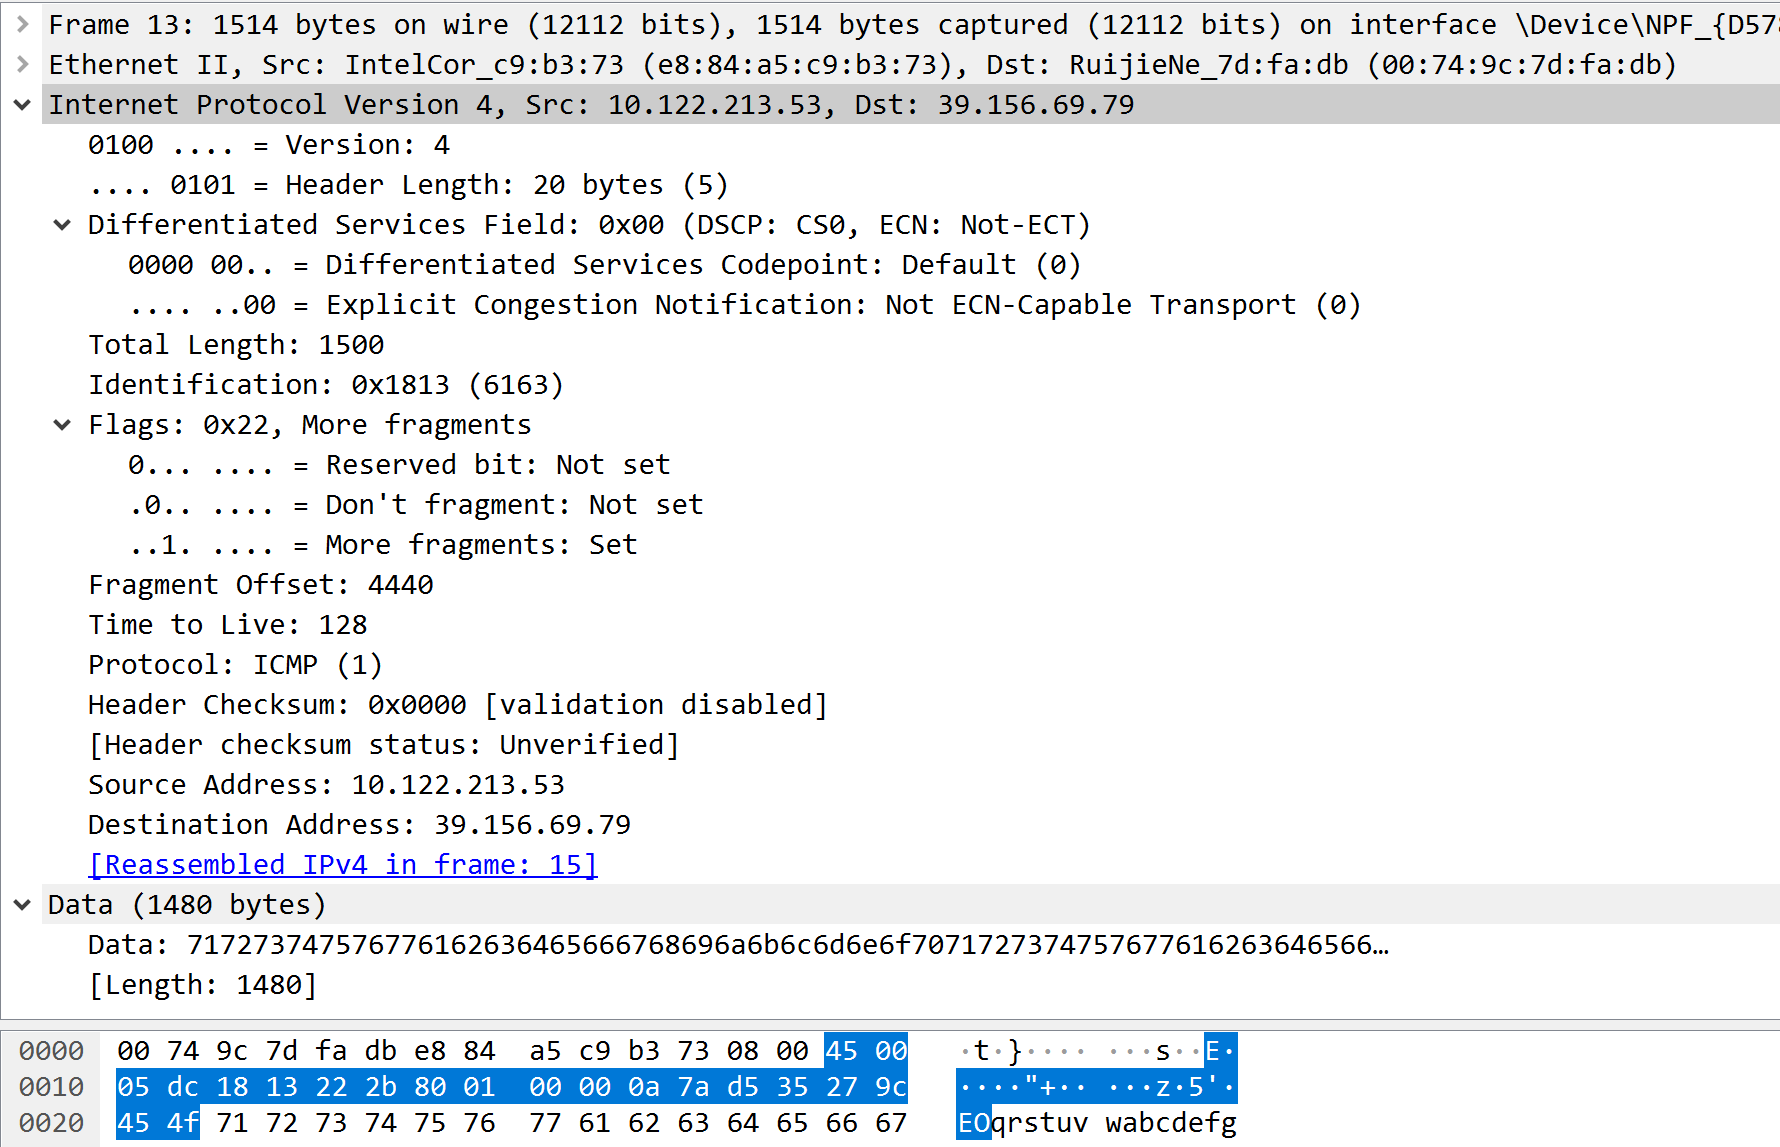 Frame 13: 1514 bytes on wire (12112 bits), 1514 bytes captured (12112 bits) on interface \Device\NPF_{D578
Ethernet II, Src: IntelCor_c9:b3:73 (e8:84:a5:c9:b3:73), Dst: RuijieNe_7d:fa:db (00:74:9c:7d:fa:db)
Internet Protocol Version 4, Src: 10.122.213.53, Dst: 39.156.69.79
0100 .... = Version: 4
.... 0101 = Header Length: 20 bytes (5)
Differentiated Services Field: 0x00 (DSCP: CS0, ECN: Not-ECT)
0000 00.. = Differentiated Services Codepoint: Default (0)
.... ..00 = Explicit Congestion Notification: Not ECN-Capable Transport (0)
Total Length: 1500
Identification: 0x1813 (6163)
Flags: 0x22, More fragments
0... .... = Reserved bit: Not set
.0.. .... = Don't fragment: Not set
..1. .... = More fragments: Set
Fragment Offset: 4440
Time to Live: 128
Protocol: ICMP (1)
Header Checksum: 0x0000 [validation disabled]
[Header checksum status: Unverified]
Source Address: 10.122.213.53
Destination Address: 39.156.69.79
[Reassembled IPv4 in frame: 15]
Data (1480 bytes)
Data: 71727374757677616263646566676869 6a6b6c6d6e6f7071727374757677616263646566…
[Length: 1480]
0000 00 74 9c 7d fa db e8 84 a5 c9 b3 73 08 00 45 00 ·t·}···· ···s··E·
0010 05 dc 18 13 22 2b 80 01 00 00 0a 7a d5 35 27 9c ····"+·· ···z·5'·
0020 45 4f 71 72 73 74 75 76 77 61 62 63 64 65 66 67 EOqrstuv wabcdefg